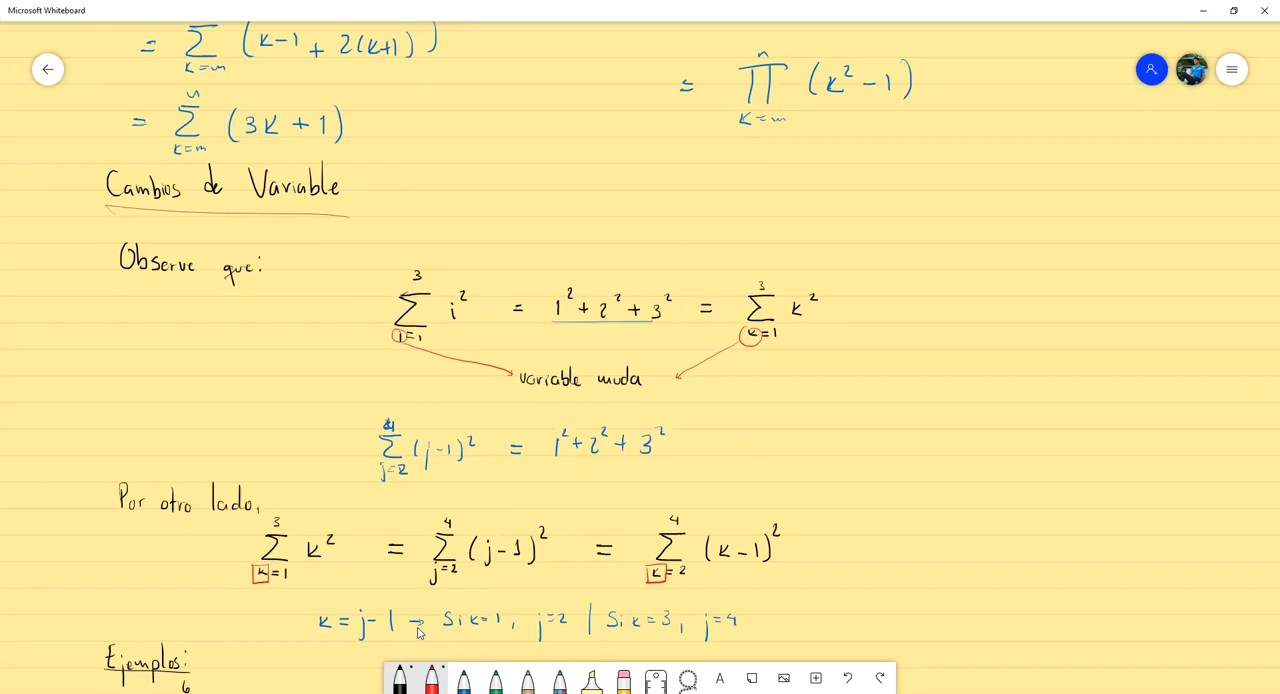 Microsoft Whiteboard
= ∑_{k=m} (k-1 + 2(k+1))
= ∏_{k=m}^{n} (k² - 1)
= ∑_{k=m}^{n} (3k + 1)
Cambios de Variable
Observe que:
∑_{i=1}^{3} i² = 1² + 2² + 3² = ∑_{k=1}^{3} k²
variable muda
∑_{j=2}^{4} (j-1)² = 1² + 2² + 3²
Por otro lado,
∑_{k=1}^{3} k² = ∑_{j=2}^{4} (j-1)² = ∑_{k=2}^{4} (k-1)²
k = j-1 → Si k=1, j=2 | Si k=3, j=4
Ejemplos:
6